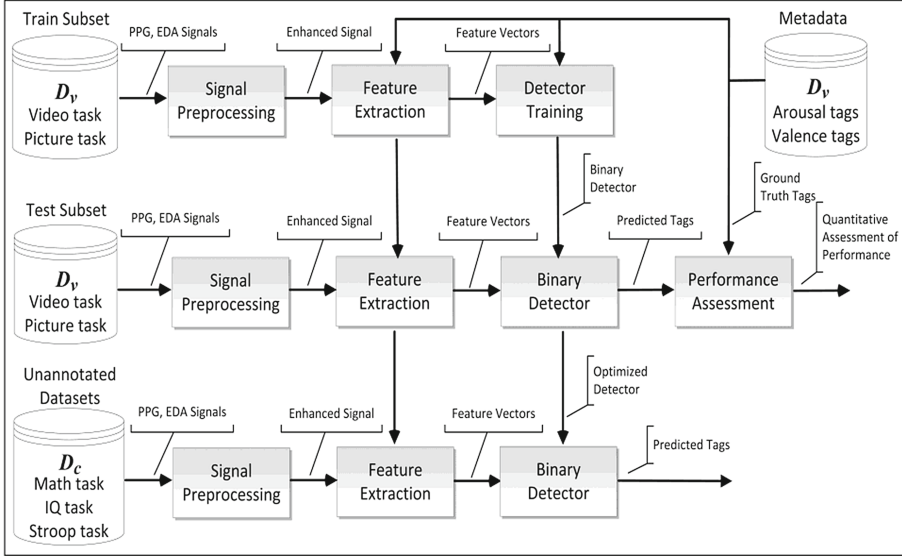 Train Subset
Metadata
PPG, EDA Signals
Enhanced Signal
Feature Vectors
D_v
Video task
Picture task
Signal
Preprocessing
Feature
Extraction
Detector
Training
D_v
Arousal tags
Valence tags
Binary
Detector
Ground
Truth Tags
Quantitative
Assessment of
Performance
Test Subset
PPG, EDA Signals
Enhanced Signal
Feature Vectors
Predicted Tags
D_v
Video task
Picture task
Signal
Preprocessing
Feature
Extraction
Binary
Detector
Performance
Assessment
Optimized
Detector
Unannotated
Datasets
PPG, EDA Signals
Enhanced Signal
Feature Vectors
Predicted Tags
D_c
Math task
IQ task
Stroop task
Signal
Preprocessing
Feature
Extraction
Binary
Detector